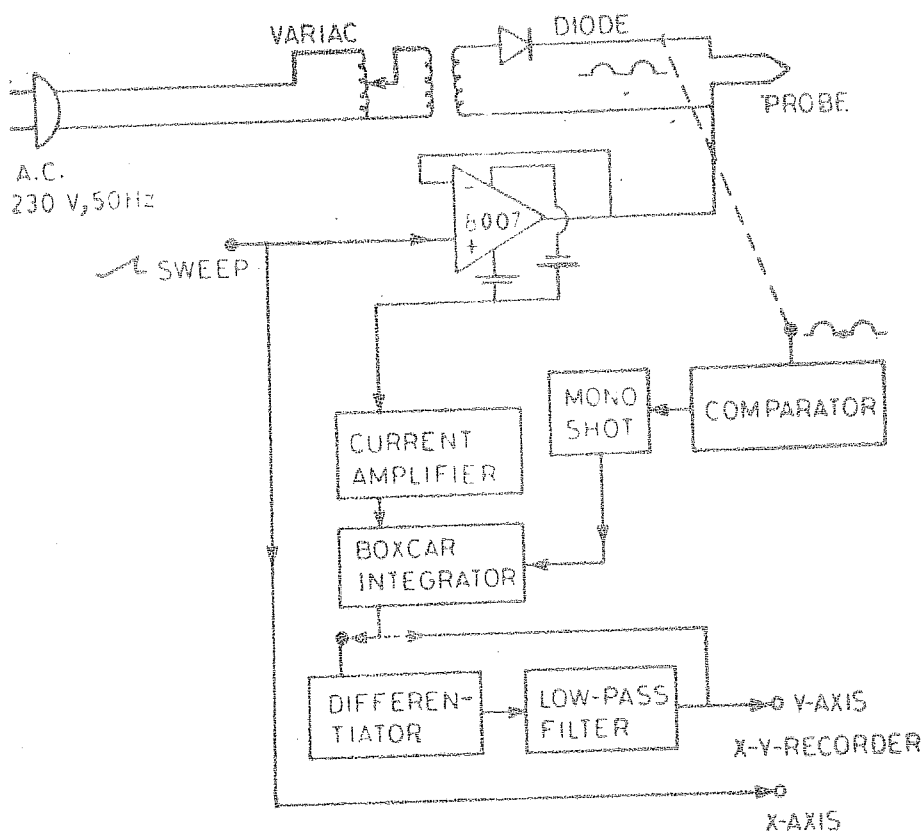 VARIAC
DIODE
PROBE
A.C.
230 V, 50Hz
-
8007
+
SWEEP
MONO
SHOT
COMPARATOR
CURRENT
AMPLIFIER
BOXCAR
INTEGRATOR
DIFFEREN-
TIATOR
LOW-PASS
FILTER
Y-AXIS
X-Y-RECORDER
X-AXIS